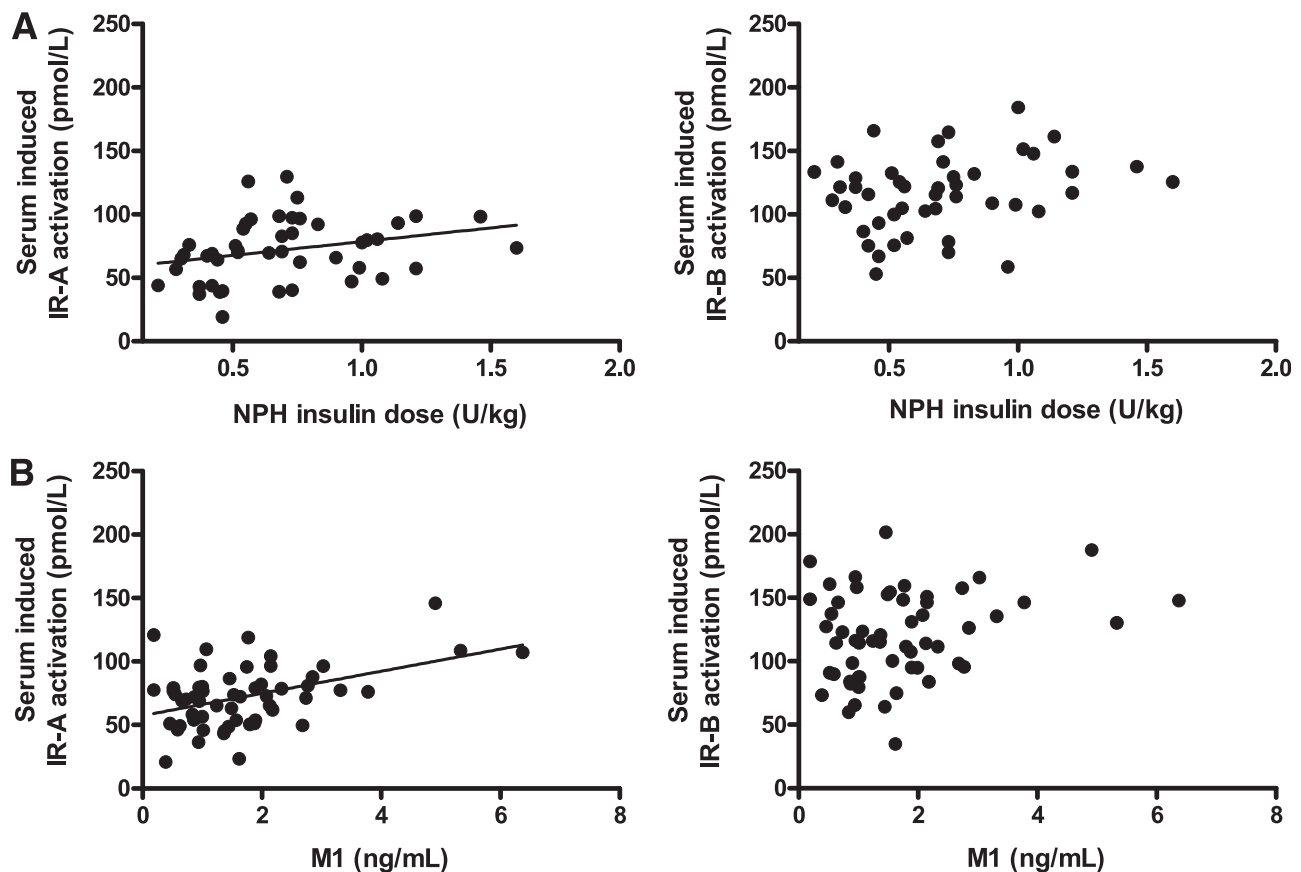 A
Serum induced
IR-A activation (pmol/L)
250
200
150
100
50
0
0.5 1.0 1.5 2.0
NPH insulin dose (U/kg)
Serum induced
IR-B activation (pmol/L)
250
200
150
100
50
0
0.5 1.0 1.5 2.0
NPH insulin dose (U/kg)
B
Serum induced
IR-A activation (pmol/L)
250
200
150
100
50
0
0 2 4 6 8
M1 (ng/mL)
Serum induced
IR-B activation (pmol/L)
250
200
150
100
50
0
0 2 4 6 8
M1 (ng/mL)